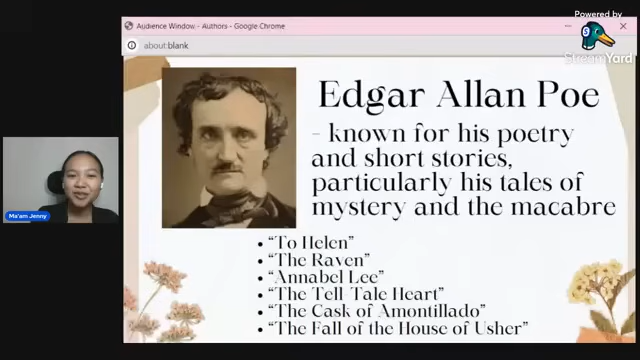 Powered by
StreamYard
Audience Window - Authors - Google Chrome
about:blank
Edgar Allan Poe
- known for his poetry
and short stories,
particularly his tales of
mystery and the macabre
• "To Helen"
• "The Raven"
• "Annabel Lee"
• "The Tell-Tale Heart"
• "The Cask of Amontillado"
• "The Fall of the House of Usher"
Ma'am Jenny